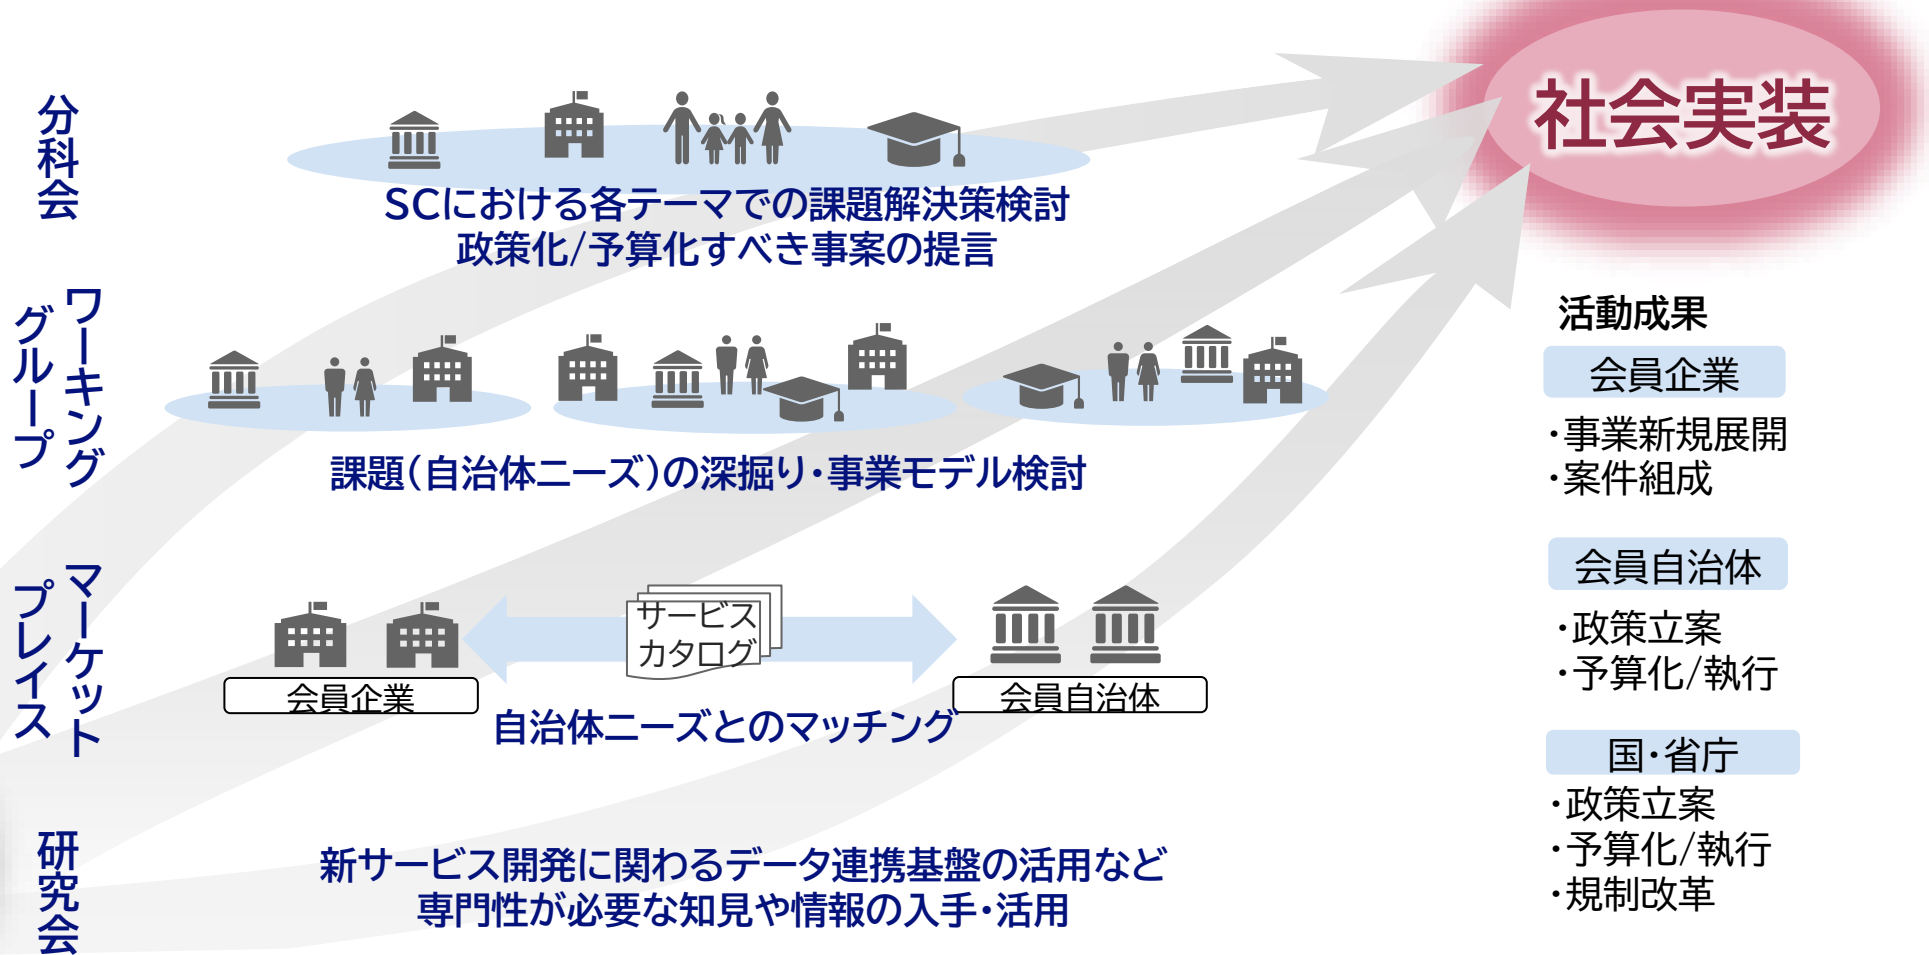 分科会
SCにおける各テーマでの課題解決策検討
政策化/予算化すべき事案の提言
ワーキング
グループ
課題(自治体ニーズ)の深掘り・事業モデル検討
マーケット
プレイス
サービス
カタログ
会員企業
会員自治体
自治体ニーズとのマッチング
研究会
新サービス開発に関わるデータ連携基盤の活用など
専門性が必要な知見や情報の入手・活用
社会実装
活動成果
会員企業
・事業新規展開
・案件組成
会員自治体
・政策立案
・予算化/執行
国・省庁
・政策立案
・予算化/執行
・規制改革